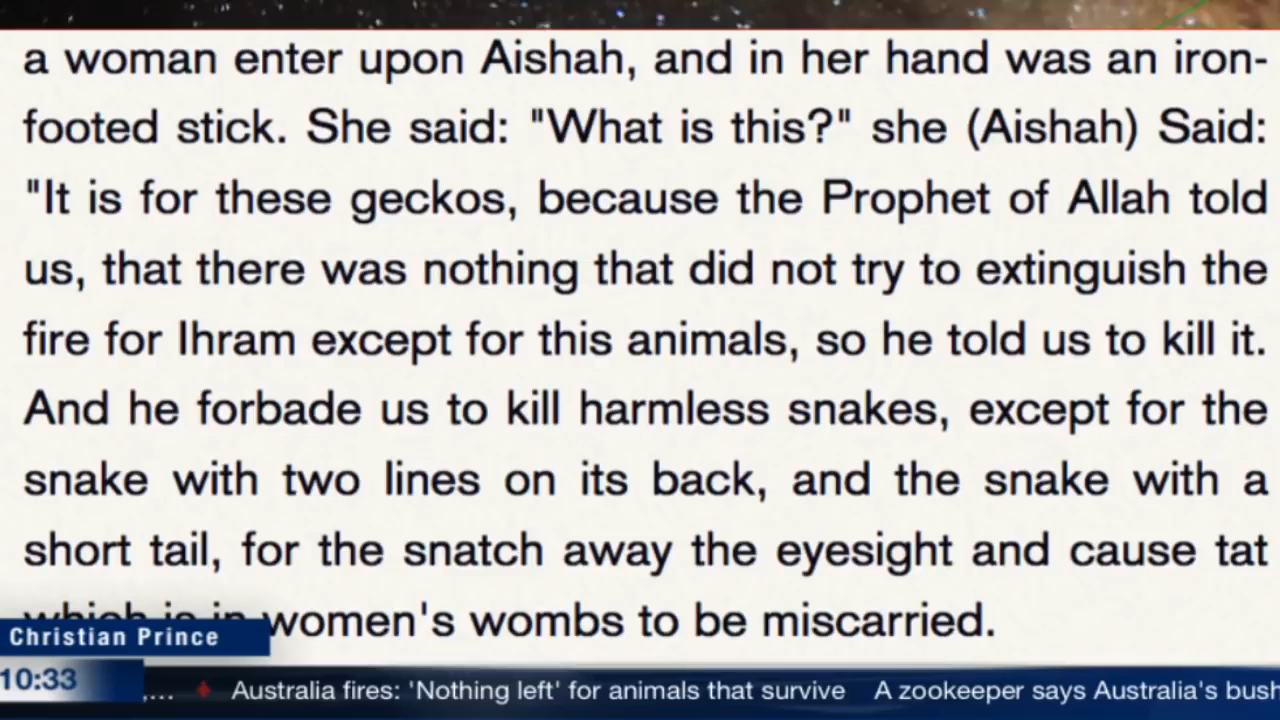 a woman enter upon Aishah, and in her hand was an iron-
footed stick. She said: "What is this?" she (Aishah) Said:
"It is for these geckos, because the Prophet of Allah told
us, that there was nothing that did not try to extinguish the
fire for Ihram except for this animals, so he told us to kill it.
And he forbade us to kill harmless snakes, except for the
snake with two lines on its back, and the snake with a
short tail, for the snatch away the eyesight and cause tat
which is in women's wombs to be miscarried.
Christian Prince
10:33
,... Australia fires: 'Nothing left' for animals that survive A zookeeper says Australia's bush